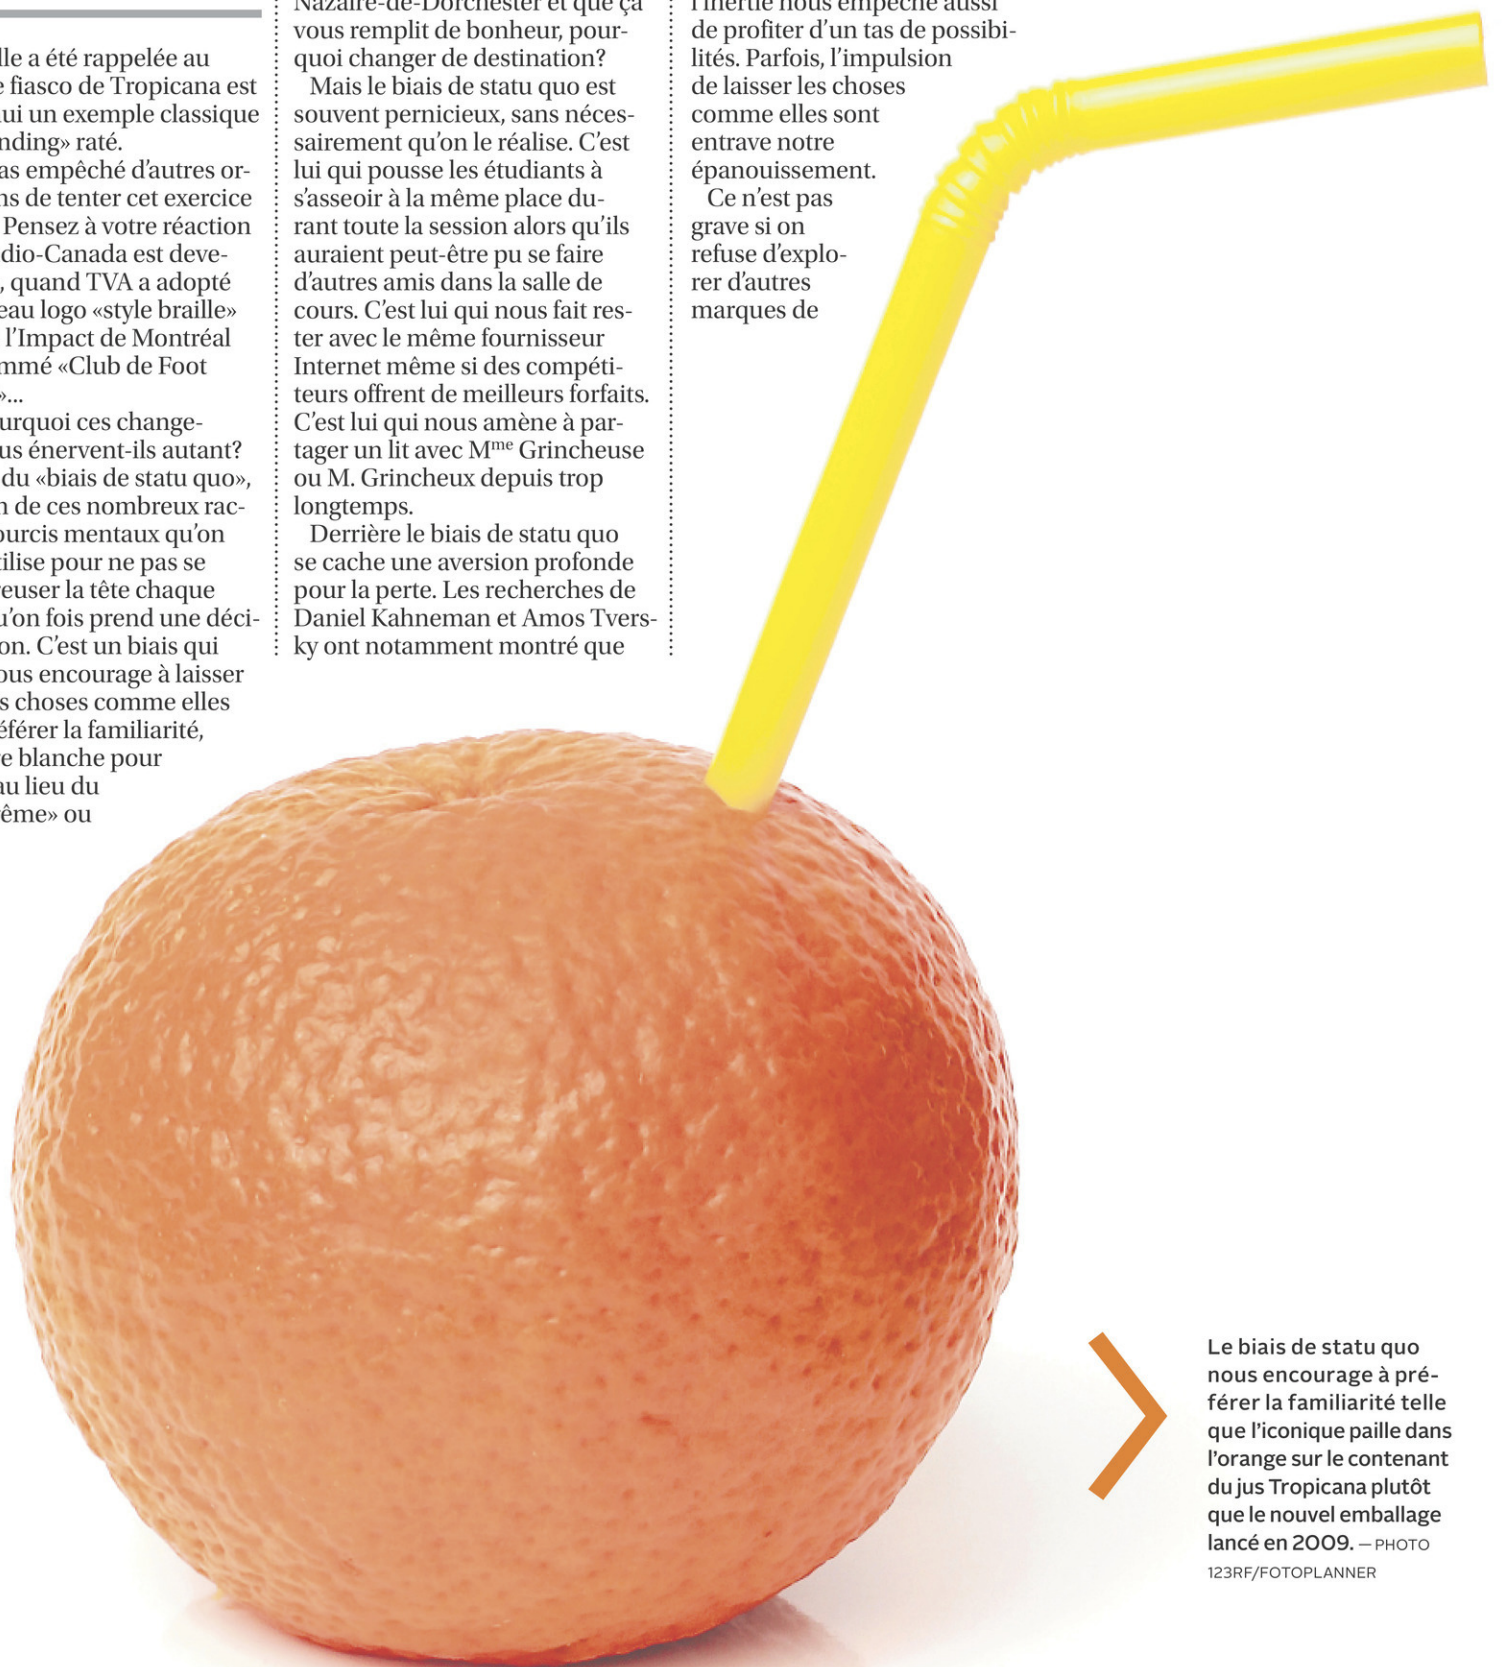 lle a été rappelée au
e fiasco de Tropicana est
ui un exemple classique
nding» raté.
as empêché d'autres or-
ns de tenter cet exercice
Pensez à votre réaction
dio-Canada est deve-
, quand TVA a adopté
eau logo «style braille»
l'Impact de Montréal
mmé «Club de Foot
»...
urquoi ces change-
us énervent-ils autant?
du «biais de statu quo»,
n de ces nombreux rac-
ourcis mentaux qu'on
tilise pour ne pas se
reuser la tête chaque
u'on fois prend une déci-
on. C'est un biais qui
ous encourage à laisser
s choses comme elles
éférer la familiarité,
e blanche pour
au lieu du
ême» ou
Nazaire-de-Dorchester et que ça
vous remplit de bonheur, pour-
quoi changer de destination?
Mais le biais de statu quo est
souvent pernicieux, sans néces-
sairement qu'on le réalise. C'est
lui qui pousse les étudiants à
s'asseoir à la même place du-
rant toute la session alors qu'ils
auraient peut-être pu se faire
d'autres amis dans la salle de
cours. C'est lui qui nous fait res-
ter avec le même fournisseur
Internet même si des compéti-
teurs offrent de meilleurs forfaits.
C'est lui qui nous amène à par-
tager un lit avec Mme Grincheuse
ou M. Grincheux depuis trop
longtemps.
Derrière le biais de statu quo
se cache une aversion profonde
pour la perte. Les recherches de
Daniel Kahneman et Amos Tvers-
ky ont notamment montré que
l'inertie nous empêche aussi
de profiter d'un tas de possibi-
lités. Parfois, l'impulsion
de laisser les choses
comme elles sont
entrave notre
épanouissement.
Ce n'est pas
grave si on
refuse d'explo-
rer d'autres
marques de
Le biais de statu quo
nous encourage à pré-
férer la familiarité telle
que l'iconique paille dans
l'orange sur le contenant
du jus Tropicana plutôt
que le nouvel emballage
lancé en 2009. — PHOTO
123RF/FOTOPLANNER